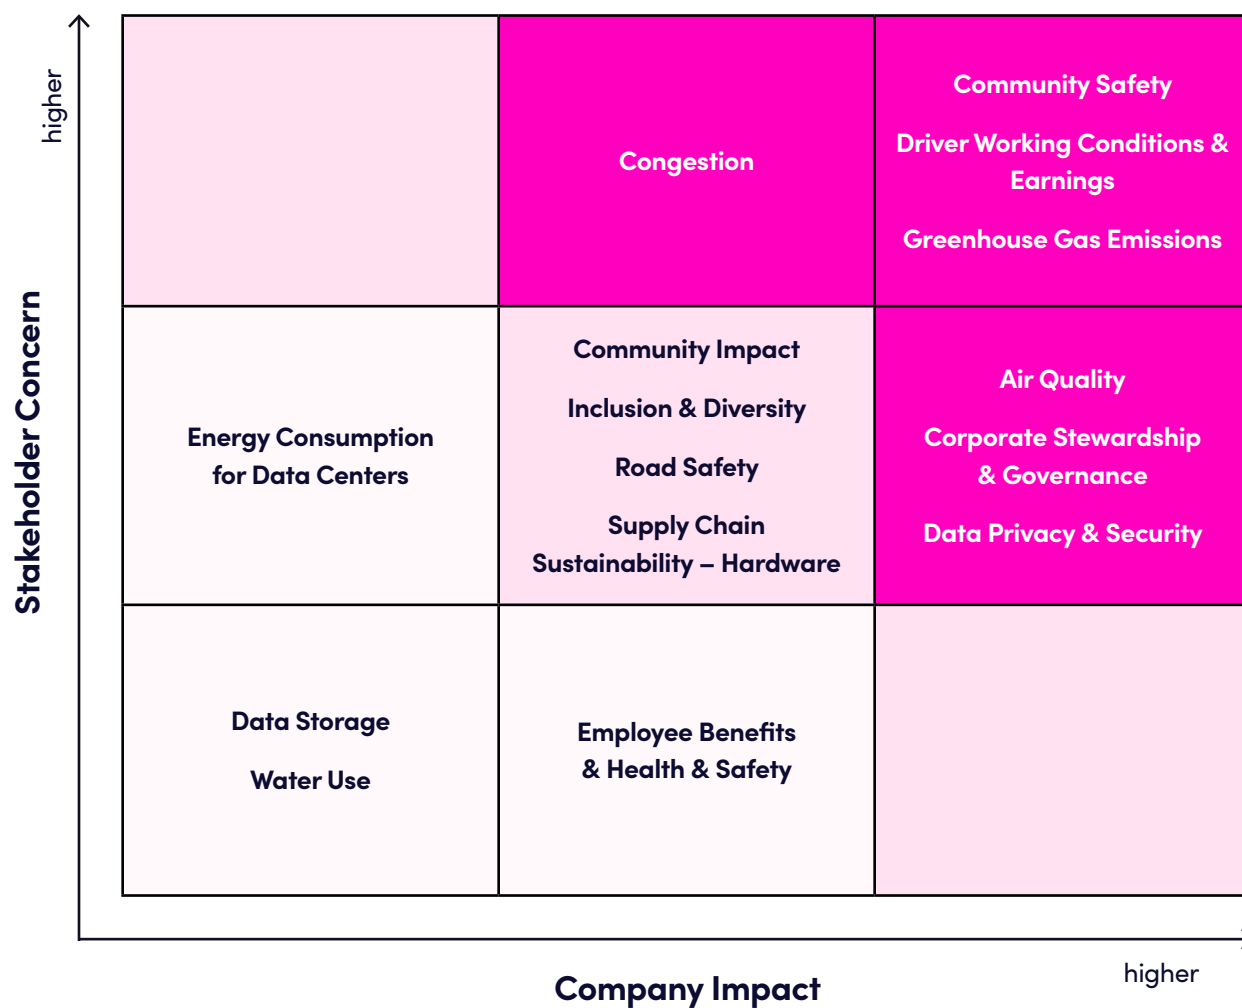 higher
Stakeholder Concern
Congestion
Community Safety
Driver Working Conditions &
Earnings
Greenhouse Gas Emissions
Energy Consumption
for Data Centers
Community Impact
Inclusion & Diversity
Road Safety
Supply Chain
Sustainability – Hardware
Air Quality
Corporate Stewardship
& Governance
Data Privacy & Security
Data Storage
Water Use
Employee Benefits
& Health & Safety
higher
Company Impact